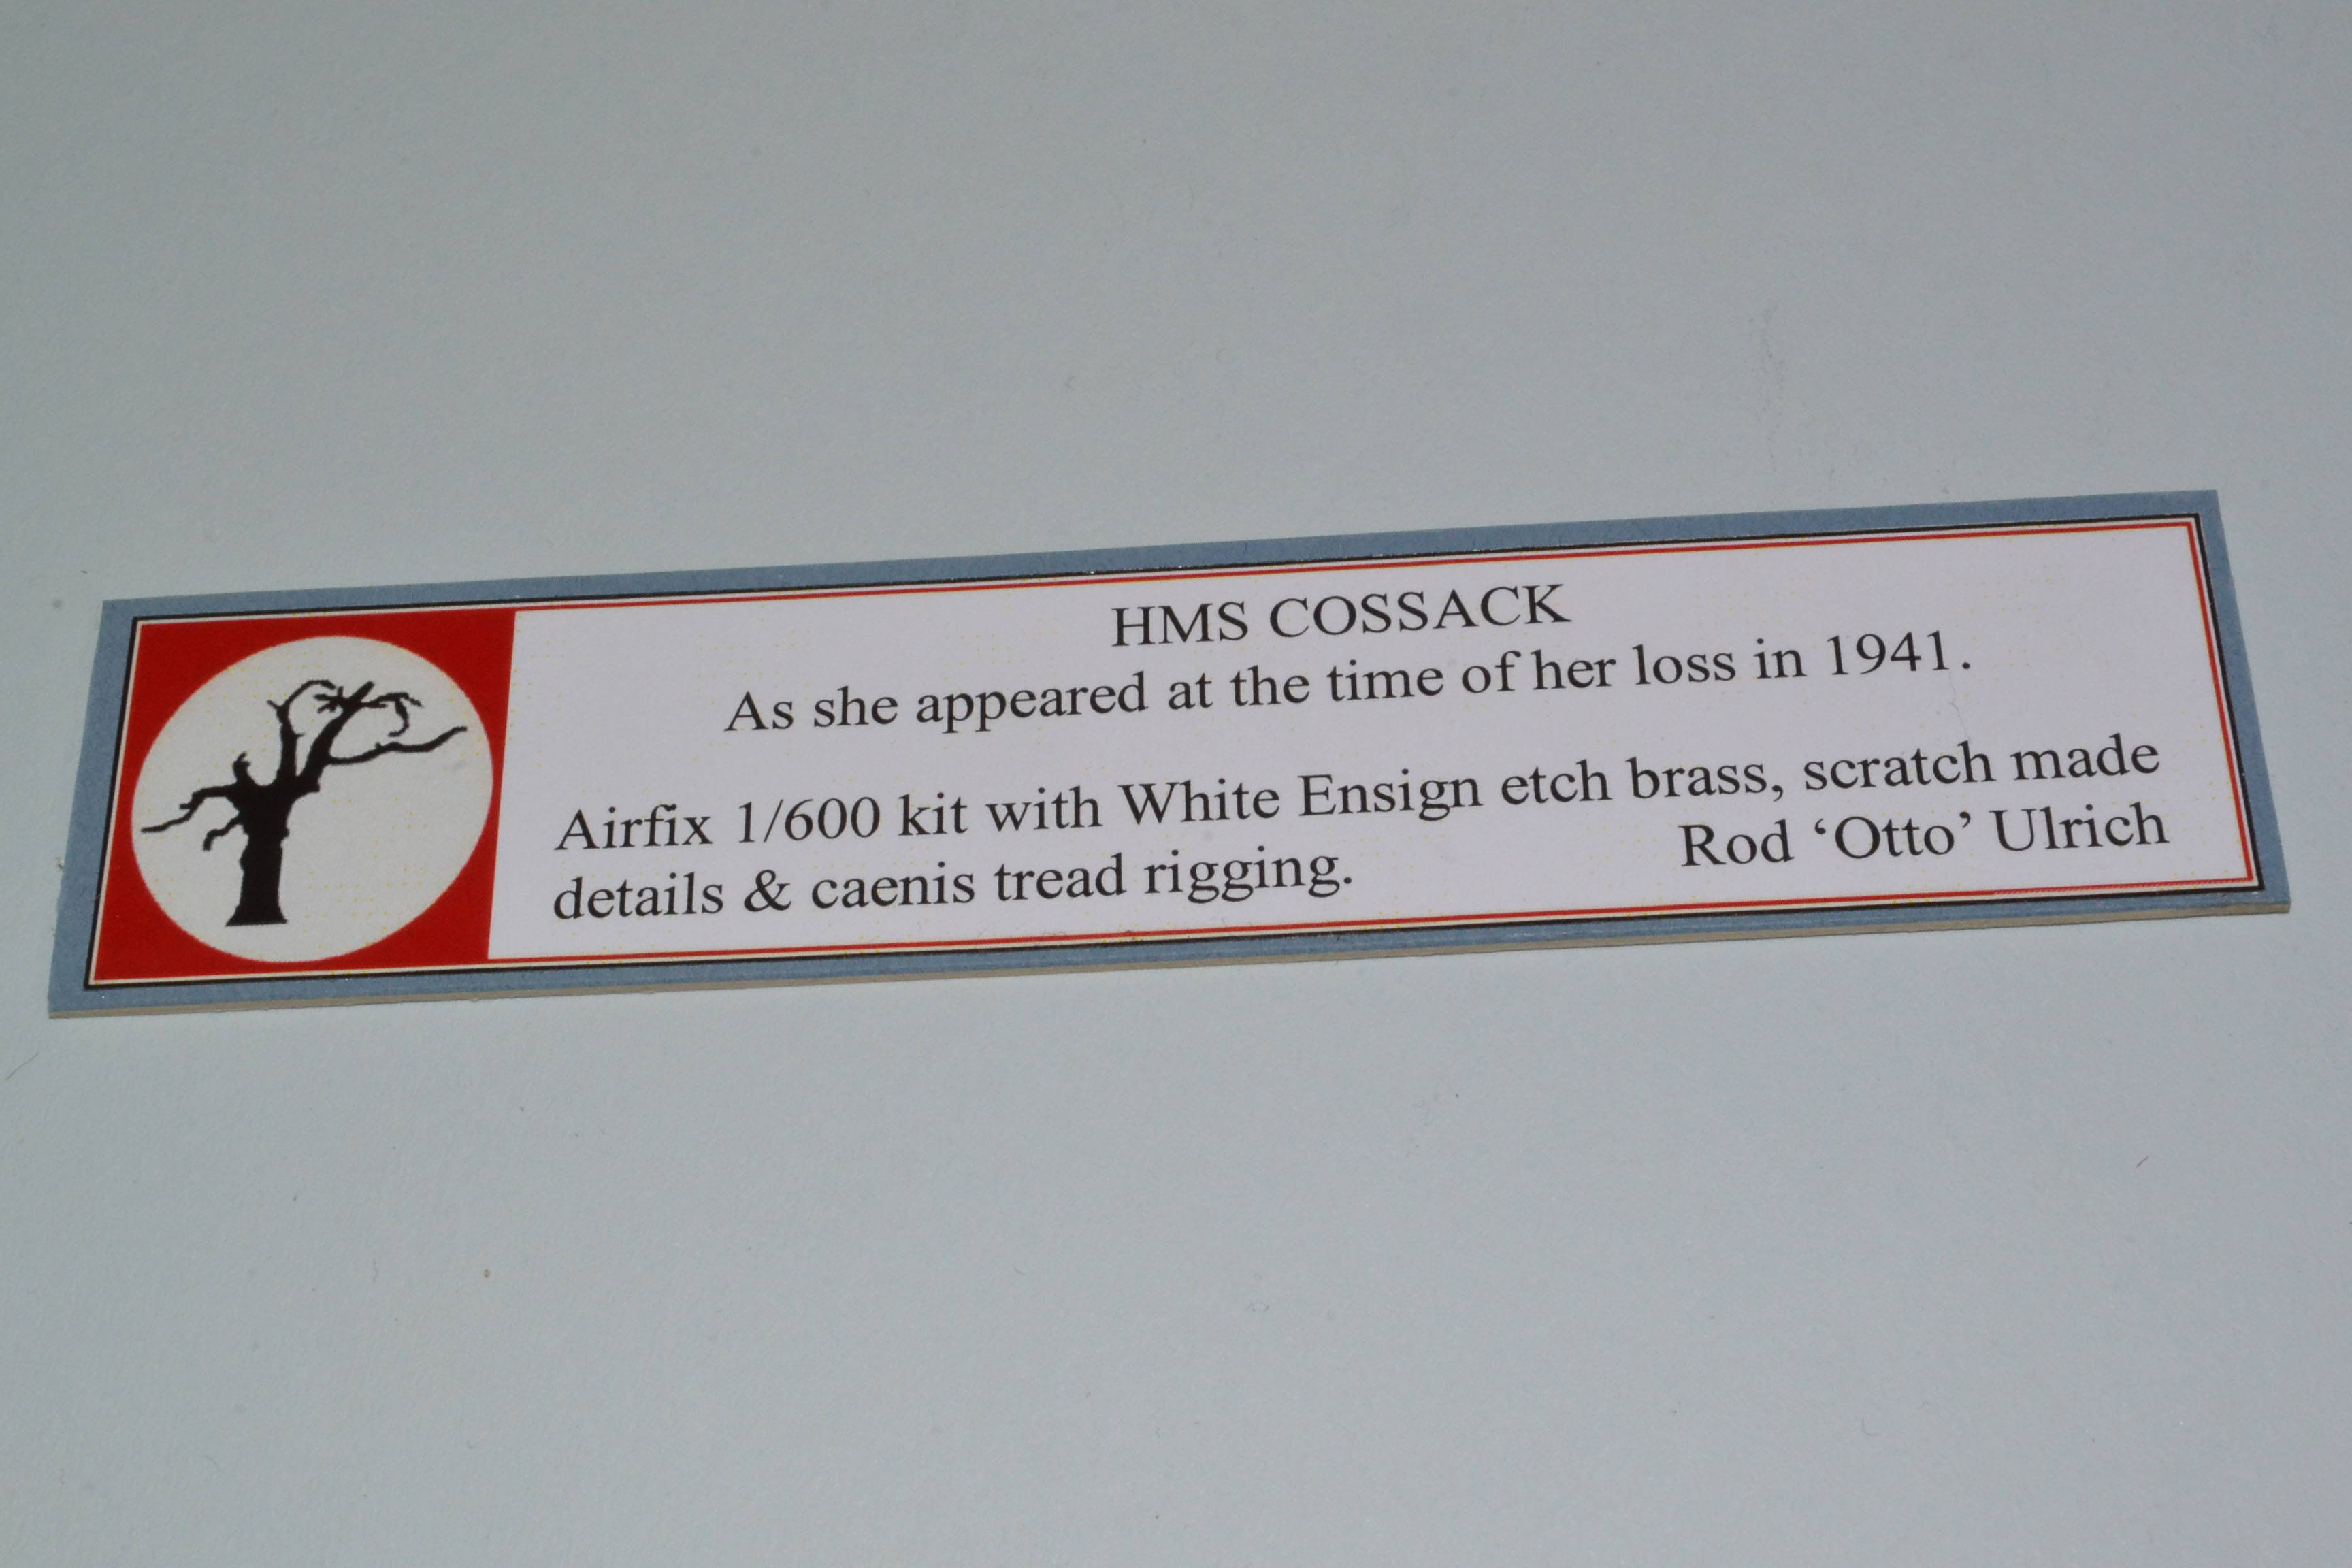 HMS COSSACK
As she appeared at the time of her loss in 1941.
Airfix 1/600 kit with White Ensign etch brass, scratch made
details & caenis tread rigging.
Rod ‘Otto’ Ulrich